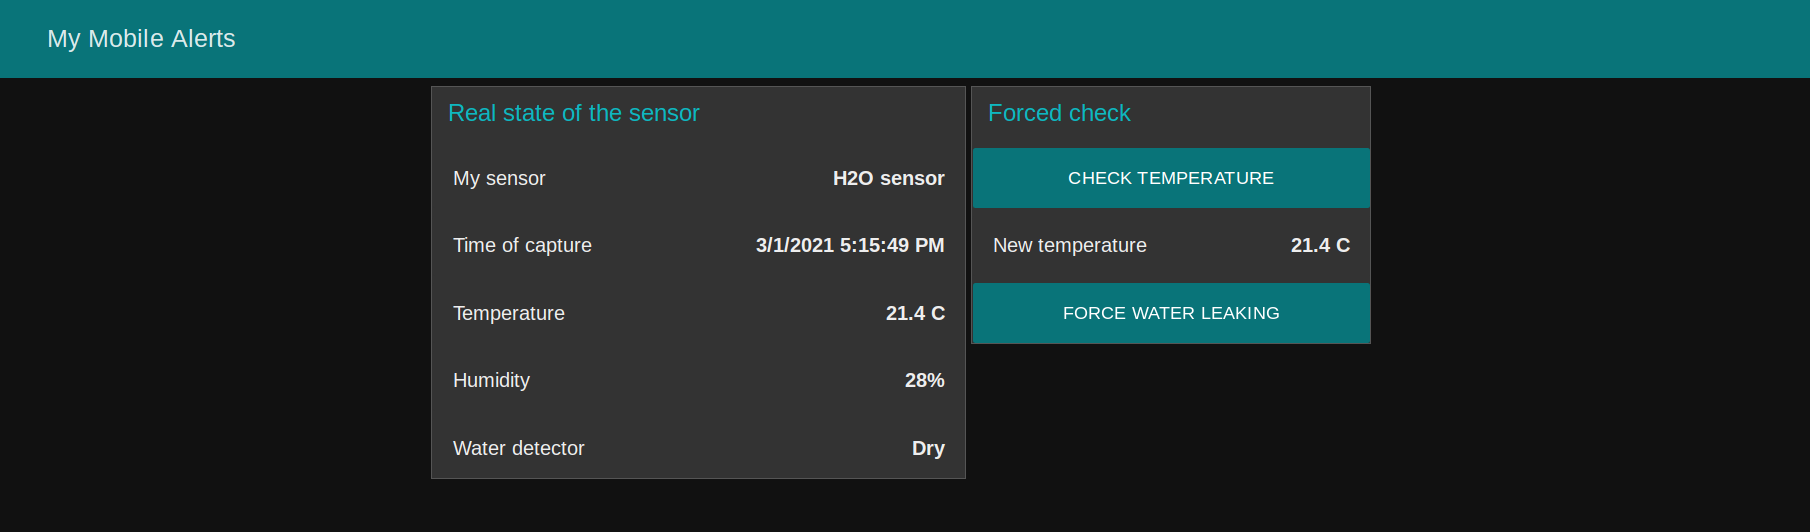 My Mobile Alerts
Real state of the sensor
My sensor H2O sensor
Time of capture 3/1/2021 5:15:49 PM
Temperature 21.4 C
Humidity 28%
Water detector Dry
Forced check
CHECK TEMPERATURE
New temperature 21.4 C
FORCE WATER LEAKING